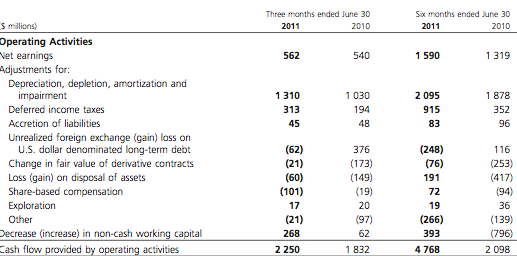 Three months ended June 30 Six months ended June 30
($ millions) 2011 2010 2011 2010
Operating Activities
Net earnings 562 540 1 590 1 319
Adjustments for:
Depreciation, depletion, amortization and
impairment 1 310 1 030 2 095 1 878
Deferred income taxes 313 194 915 352
Accretion of liabilities 45 48 83 96
Unrealized foreign exchange (gain) loss on
U.S. dollar denominated long-term debt (62) 376 (248) 116
Change in fair value of derivative contracts (21) (173) (76) (253)
Loss (gain) on disposal of assets (60) (149) 191 (417)
Share-based compensation (101) (19) 72 (94)
Exploration 17 20 19 36
Other (21) (97) (266) (139)
Decrease (increase) in non-cash working capital 268 62 393 (796)
Cash flow provided by operating activities 2 250 1 832 4 768 2 098